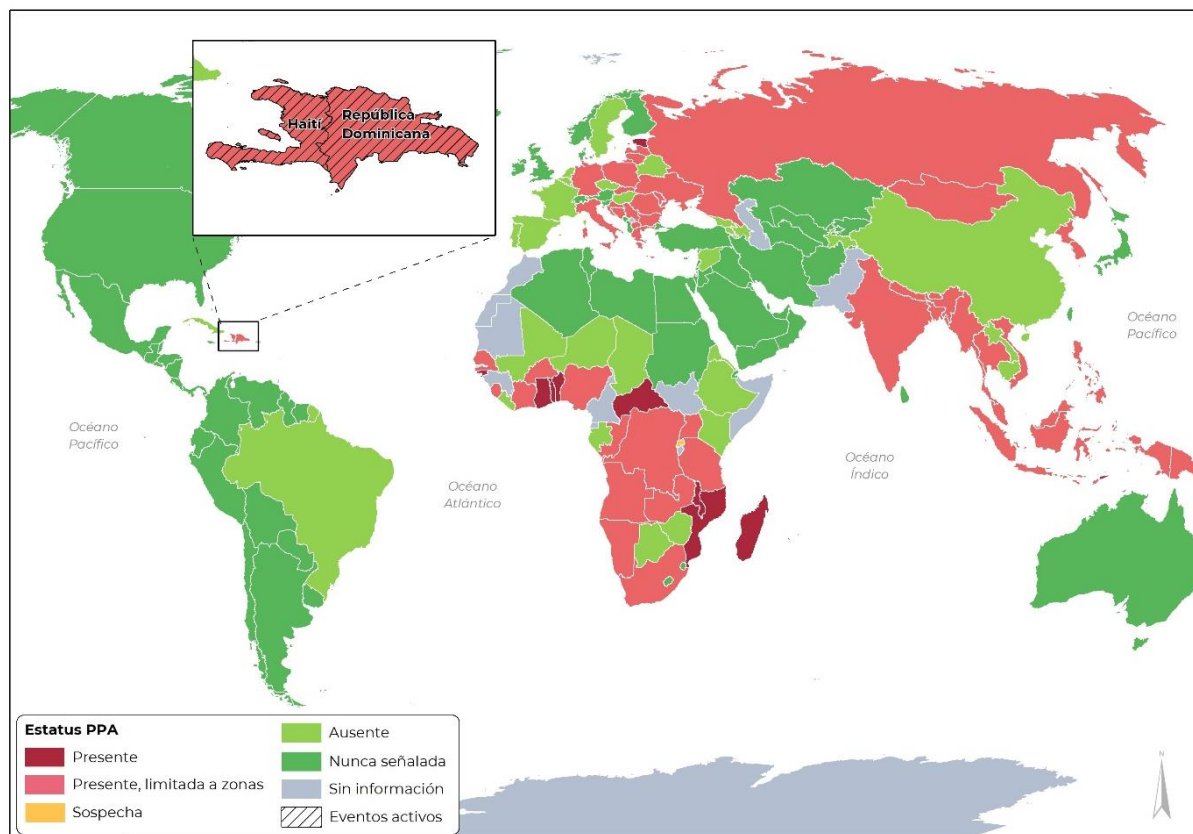 Haití
República
Dominicana
Océano
Pacífico
Océano
Pacífico
Océano
Atlántico
Océano
Índico
Estatus PPA
Presente
Presente, limitada a zonas
Sospecha
Ausente
Nunca señalada
Sin información
Eventos activos
N